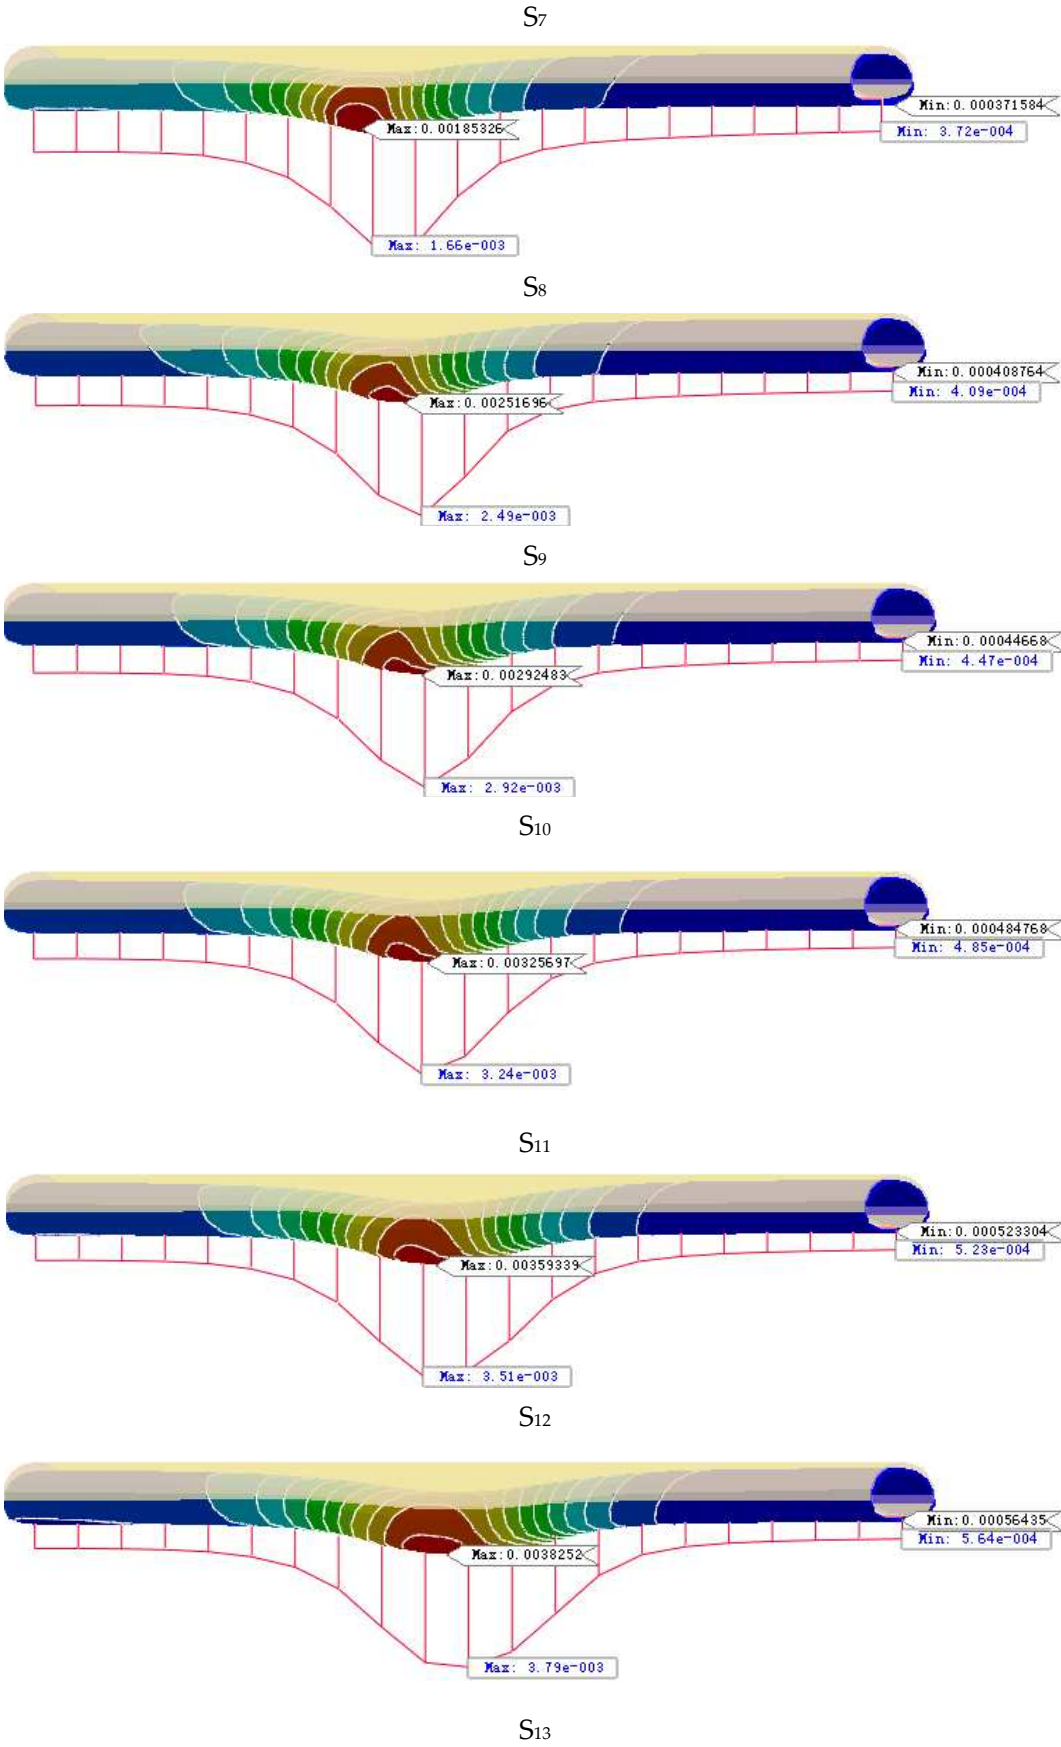 S7
Max:0.00185326
Min:0.000371584
Min: 3.72e-004
Max: 1.66e-003
S8
Min:0.000408764
Min: 4.09e-004
Max:0.00251696
Max: 2.49e-003
S9
Min:0.00044668
Min: 4.47e-004
Max:0.00292483
Max: 2.92e-003
S10
Min:0.000484768
Min: 4.85e-004
Max:0.00325697
Max: 3.24e-003
S11
Min:0.000523304
Min: 5.23e-004
Max:0.00359339
Max: 3.51e-003
S12
Min:0.00056435
Min: 5.64e-004
Max:0.0038252
Max: 3.79e-003
S13